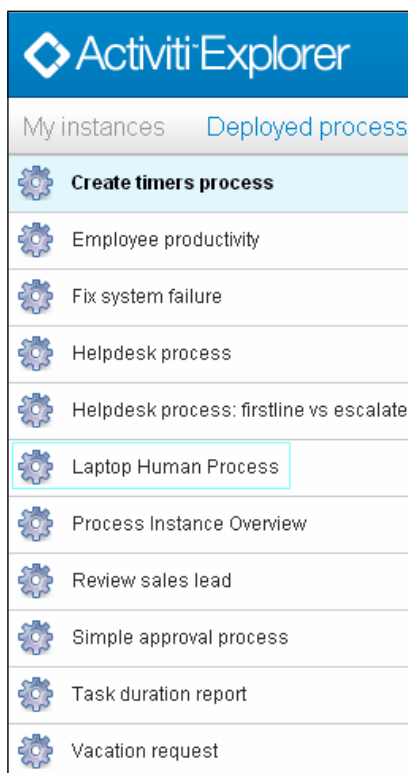 Activiti Explorer
My instances Deployed process
Create timers process
Employee productivity
Fix system failure
Helpdesk process
Helpdesk process: firstline vs escalate
Laptop Human Process
Process Instance Overview
Review sales lead
Simple approval process
Task duration report
Vacation request